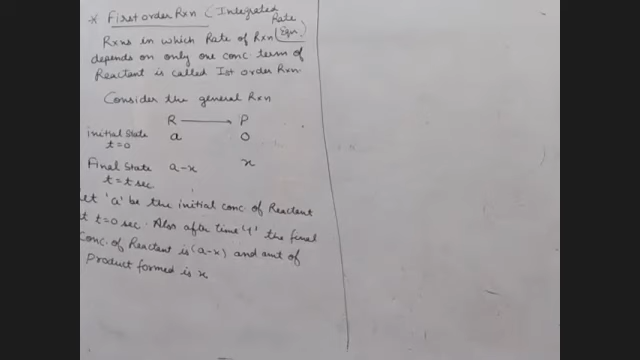 * First order Rxn (Integrated Rate Eqn.)
Rxns in which Rate of Rxn
depends on only one conc. term of
Reactant is called Ist order Rxn
Consider the general Rxn
R → P
initial state a 0
t=0
Final State a-x x
t = t sec
Let 'a' be the initial conc. of Reactant
at t=0 sec. Also after time 't' the final
Conc. of Reactant is (a-x) and amt of
Product formed is x